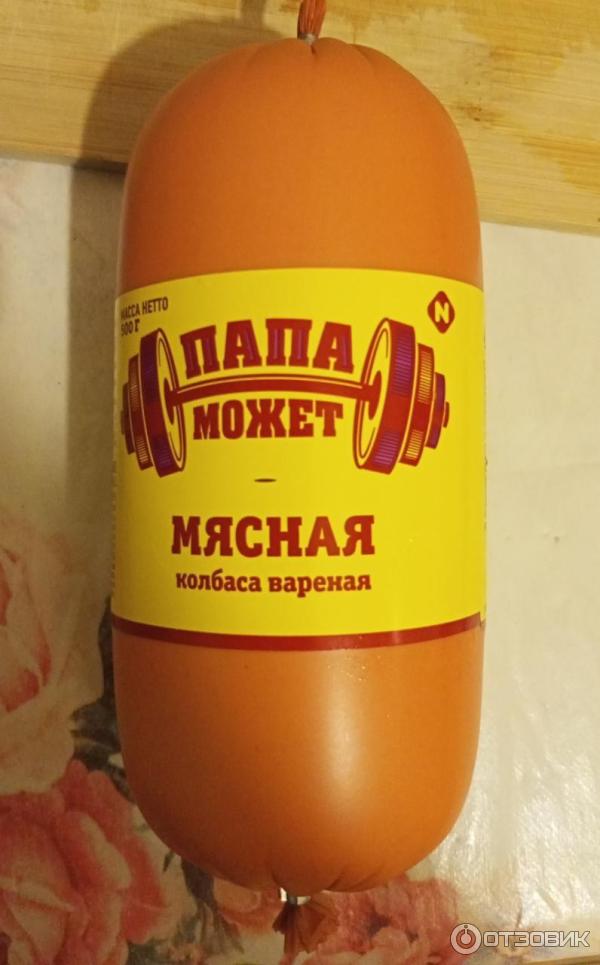 МАССА НЕТТО
500 Г
N
ПАПА
МОЖЕТ
МЯСНАЯ
колбаса вареная
ОТЗОВИК